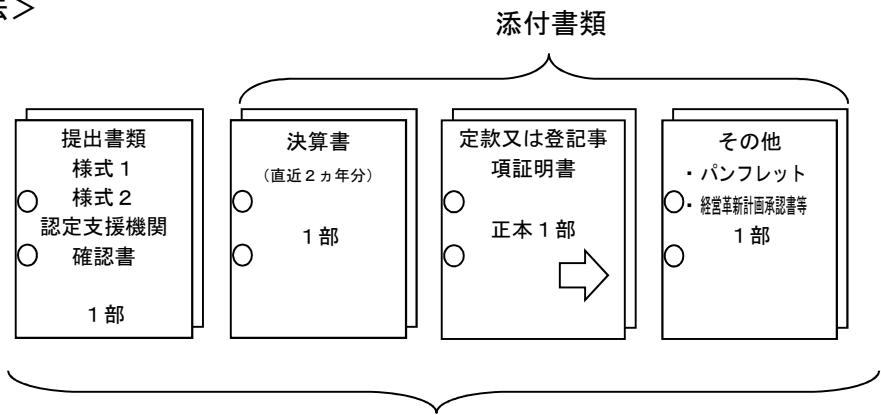 ＞
添付書類
提出書類
様式１
様式２
認定支援機関
確認書
１部
決算書
（直近２ヵ年分）
１部
定款又は登記事
項証明書
正本１部
その他
・パンフレット
・経営革新計画承認書等
１部